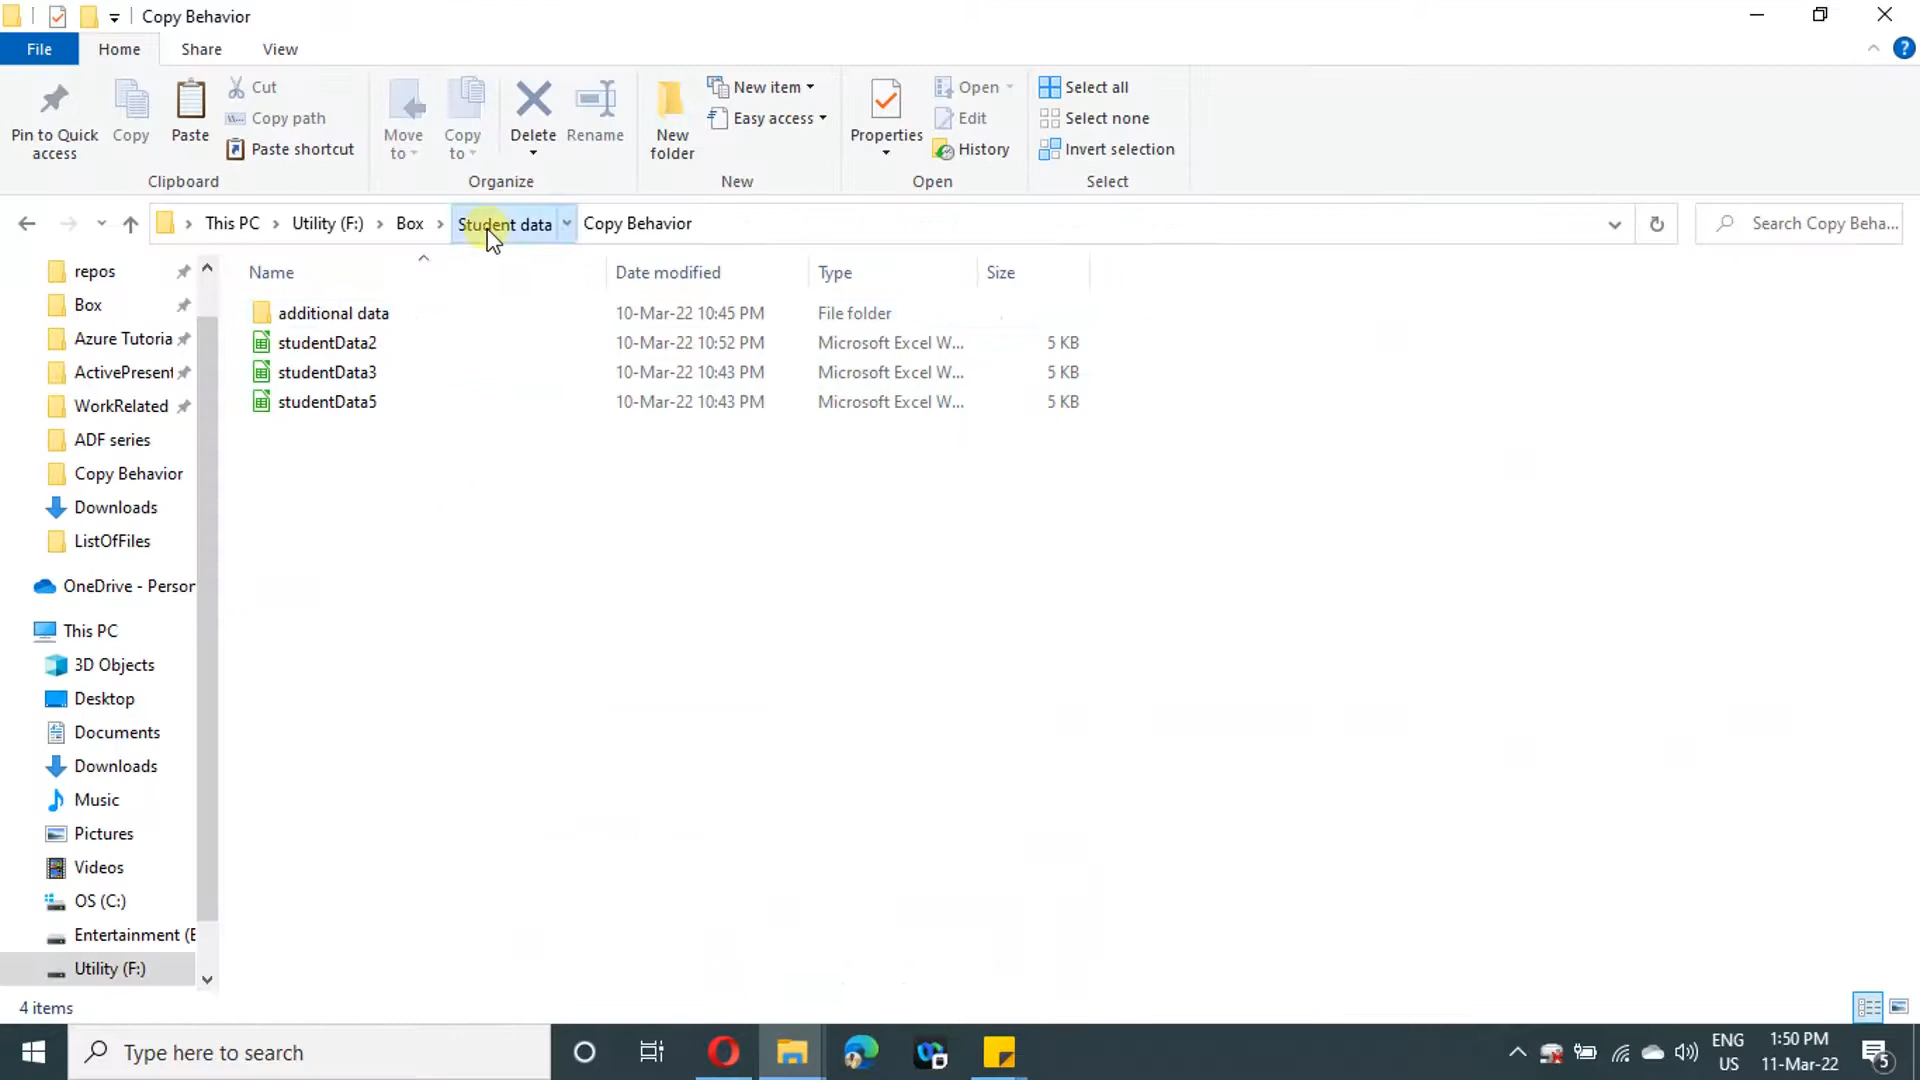 Copy Behavior
File Home Share View
Pin to Quick access
Copy
Paste
Cut
Copy path
Paste shortcut
Clipboard
Move to
Copy to
Delete
Rename
Organize
New folder
New item
Easy access
New
Properties
Open
Edit
History
Open
Select all
Select none
Invert selection
Select
This PC Utility (F:) Box Student data Copy Behavior
Search Copy Beha...
Name Date modified Type Size
additional data 10-Mar-22 10:45 PM File folder
studentData2 10-Mar-22 10:52 PM Microsoft Excel W... 5 KB
studentData3 10-Mar-22 10:43 PM Microsoft Excel W... 5 KB
studentData5 10-Mar-22 10:43 PM Microsoft Excel W... 5 KB
repos
Box
Azure Tutoria
ActivePresent
WorkRelated
ADF series
Copy Behavior
Downloads
ListOfFiles
OneDrive - Person
This PC
3D Objects
Desktop
Documents
Downloads
Music
Pictures
Videos
OS (C:)
Entertainment (E
Utility (F:)
4 items
Type here to search
ENG
US
1:50 PM
11-Mar-22
5